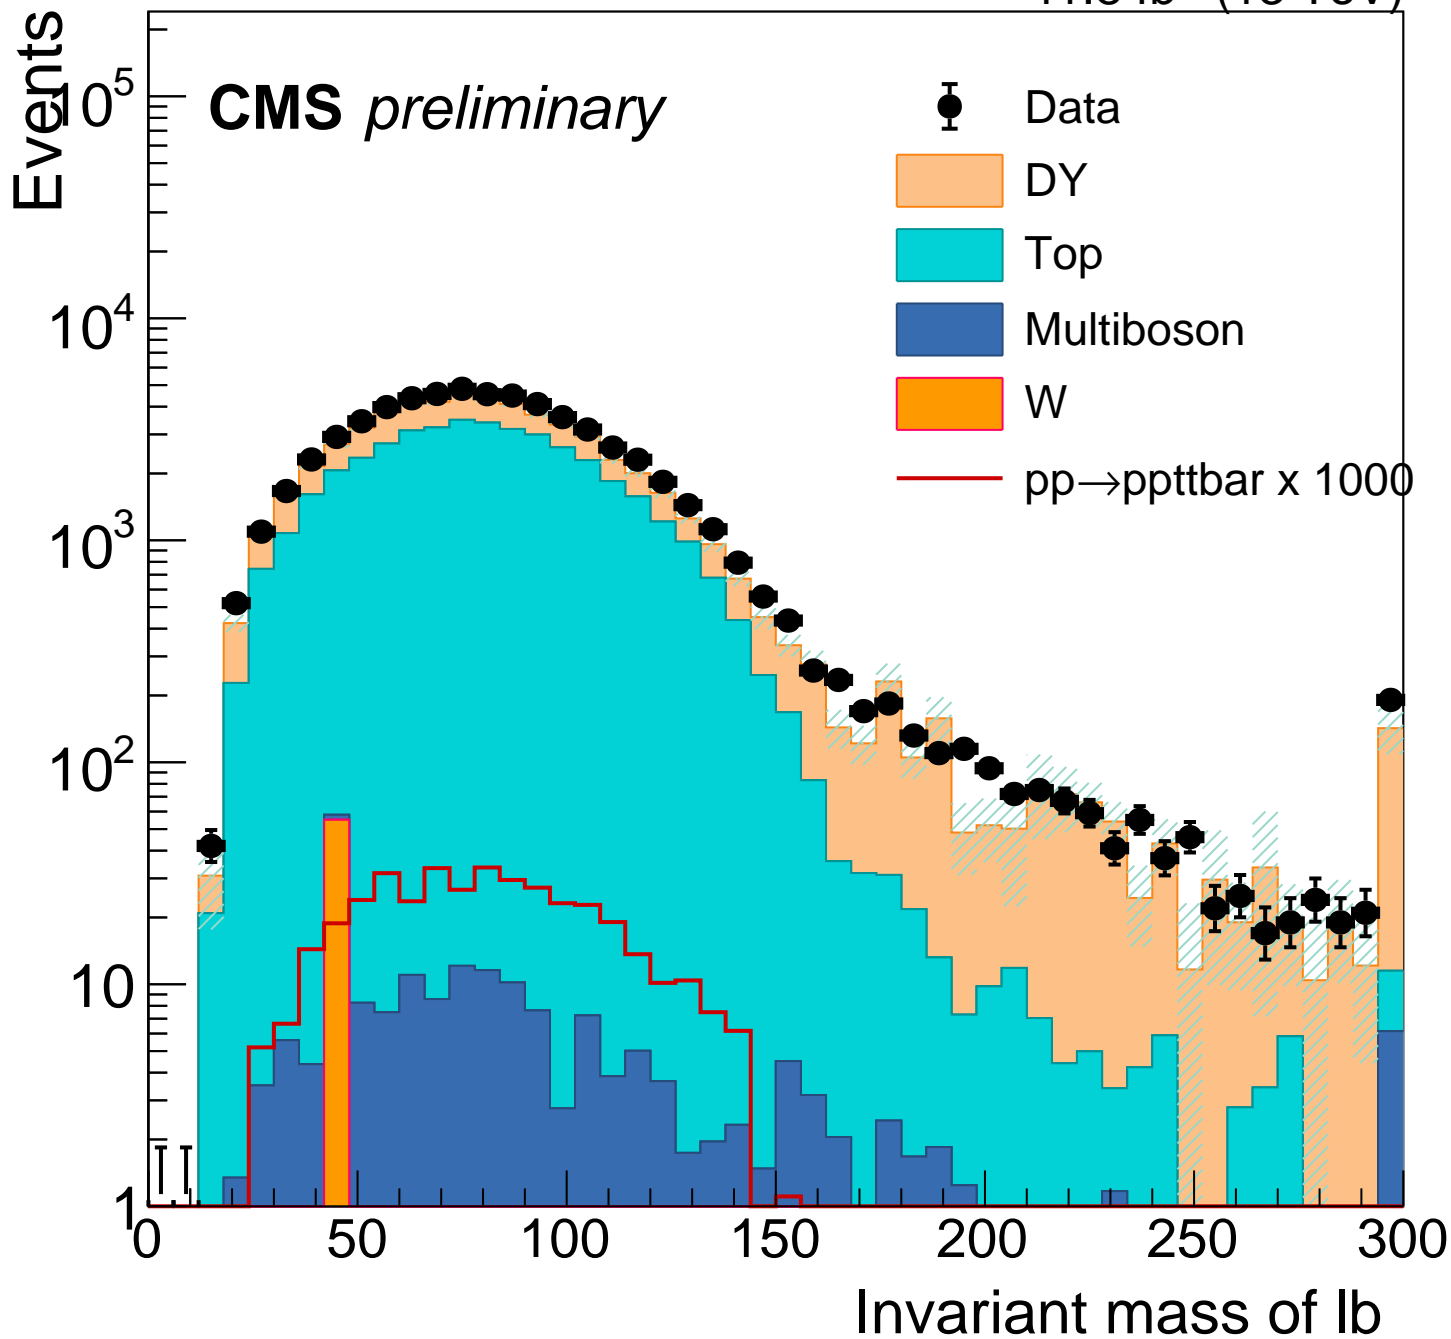 Events
CMS preliminary
Data
DY
Top
Multiboson
W
pp→ppttbar x 1000
10^5
10^4
10^3
10^2
10
1
0 50 100 150 200 250 300
Invariant mass of lb